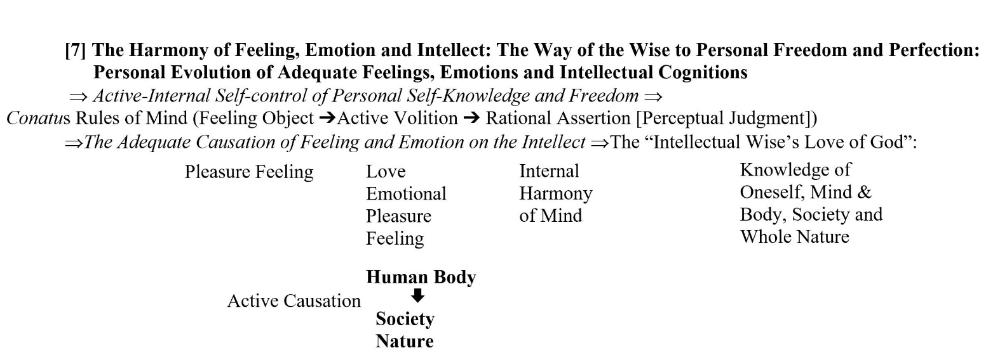 [7] The Harmony of Feeling, Emotion and Intellect: The Way of the Wise to Personal Freedom and Perfection:
Personal Evolution of Adequate Feelings, Emotions and Intellectual Cognitions
⇒ Active-Internal Self-control of Personal Self-Knowledge and Freedom ⇒
Conatus Rules of Mind (Feeling Object ➔Active Volition ➔ Rational Assertion [Perceptual Judgment])
⇒The Adequate Causation of Feeling and Emotion on the Intellect ⇒The “Intellectual Wise’s Love of God”:
Pleasure Feeling
Love
Emotional
Pleasure
Feeling
Internal
Harmony
of Mind
Knowledge of
Oneself, Mind &
Body, Society and
Whole Nature
Human Body
Active Causation 🡇
Society
Nature